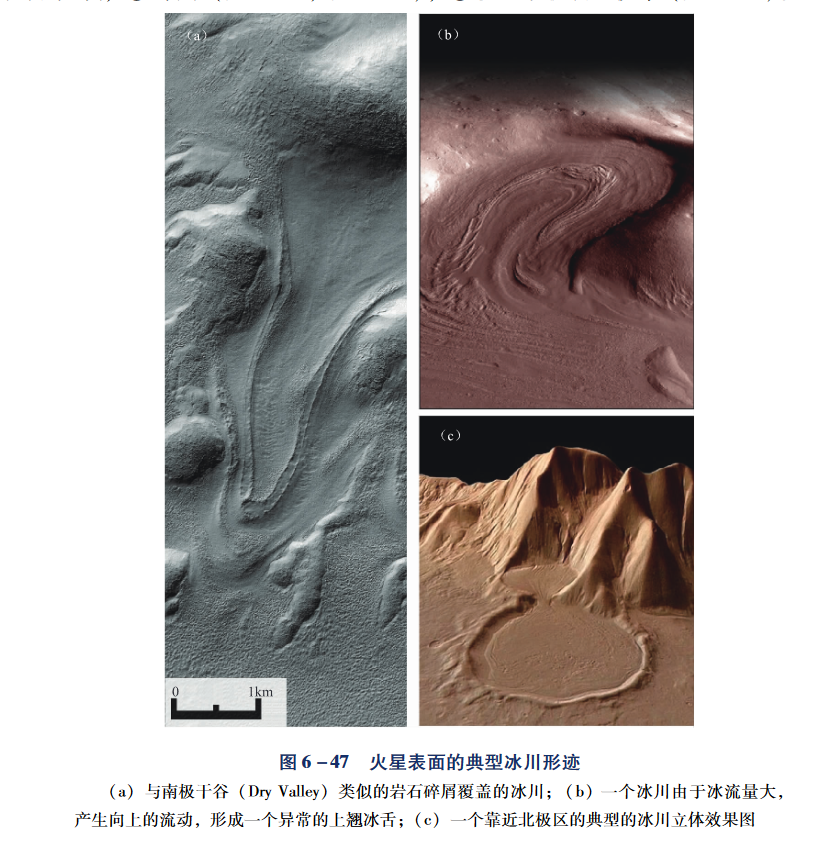 (a)
(b)
(c)
0 1km
图 6-47 火星表面的典型冰川形迹
(a) 与南极干谷 (Dry Valley) 类似的岩石碎屑覆盖的冰川；(b) 一个冰川由于冰流量大，
产生向上的流动，形成一个异常的上翘冰舌；(c) 一个靠近北极区的典型的冰川立体效果图